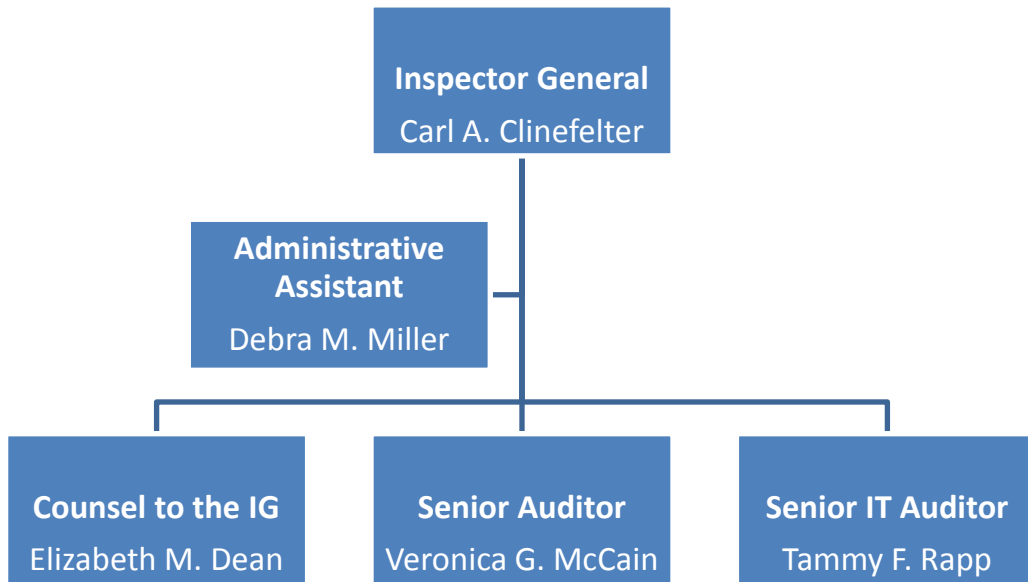 Inspector General
Carl A. Clinefelter
Administrative
Assistant
Debra M. Miller
Counsel to the IG
Elizabeth M. Dean
Senior Auditor
Veronica G. McCain
Senior IT Auditor
Tammy F. Rapp